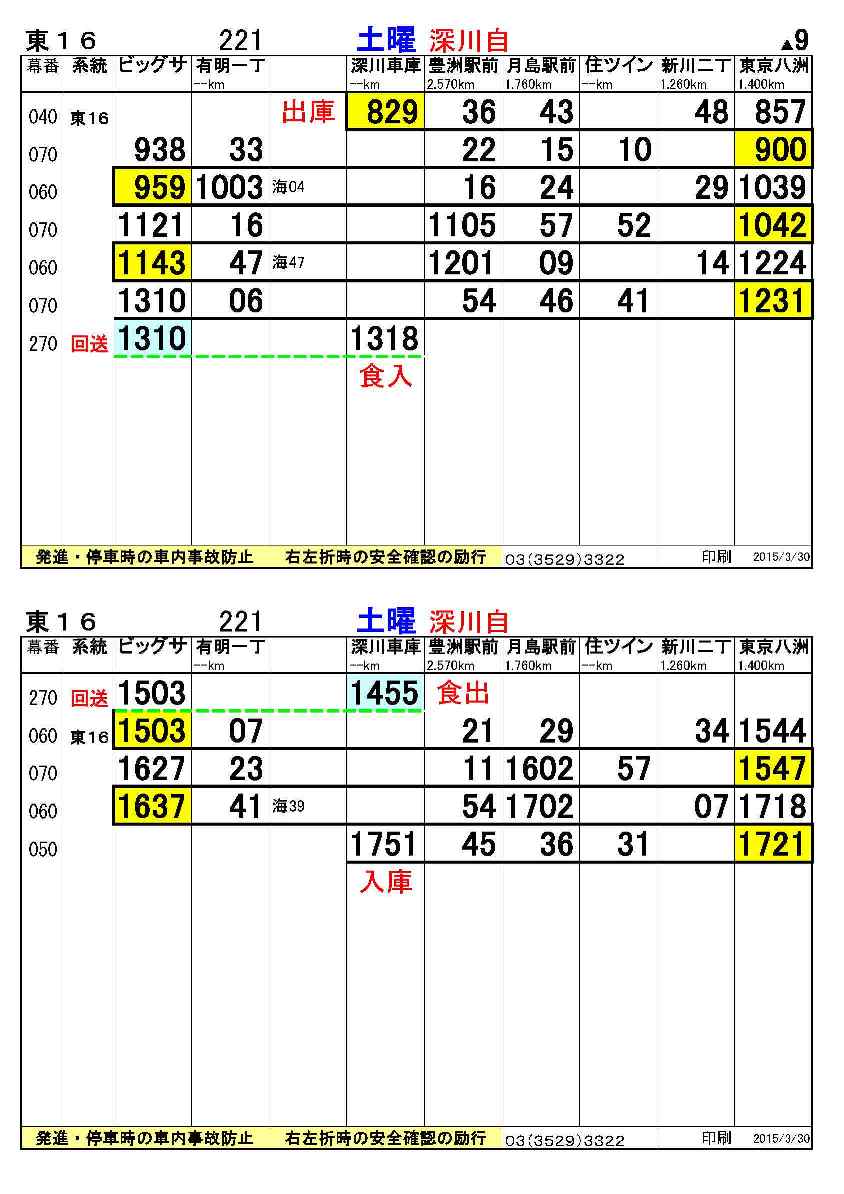 東１６ 221 土曜 深川自 ▲9
幕番 系統 ビッグサ 有明一丁 深川車庫 豊洲駅前 月島駅前 住ツイン 新川二丁 東京八洲
--km --km 2.570km 1.760km --km 1.260km 1.400km
040 東16 出庫 829 36 43 48 857
070 938 33 22 15 10 900
060 959 1003 海04 16 24 29 1039
070 1121 16 1105 57 52 1042
060 1143 47 海47 1201 09 14 1224
070 1310 06 54 46 41 1231
270 回送 1310 1318
食入
発進・停車時の車内事故防止 右左折時の安全確認の励行 03(3529)3322 印刷 2015/3/30
東１６ 221 土曜 深川自
幕番 系統 ビッグサ 有明一丁 深川車庫 豊洲駅前 月島駅前 住ツイン 新川二丁 東京八洲
--km --km 2.570km 1.760km --km 1.260km 1.400km
270 回送 1503 1455 食出
060 東16 1503 07 21 29 34 1544
070 1627 23 11 1602 57 1547
060 1637 41 海39 54 1702 07 1718
050 1751 45 36 31 1721
入庫
発進・停車時の車内事故防止 右左折時の安全確認の励行 03(3529)3322 印刷 2015/3/30